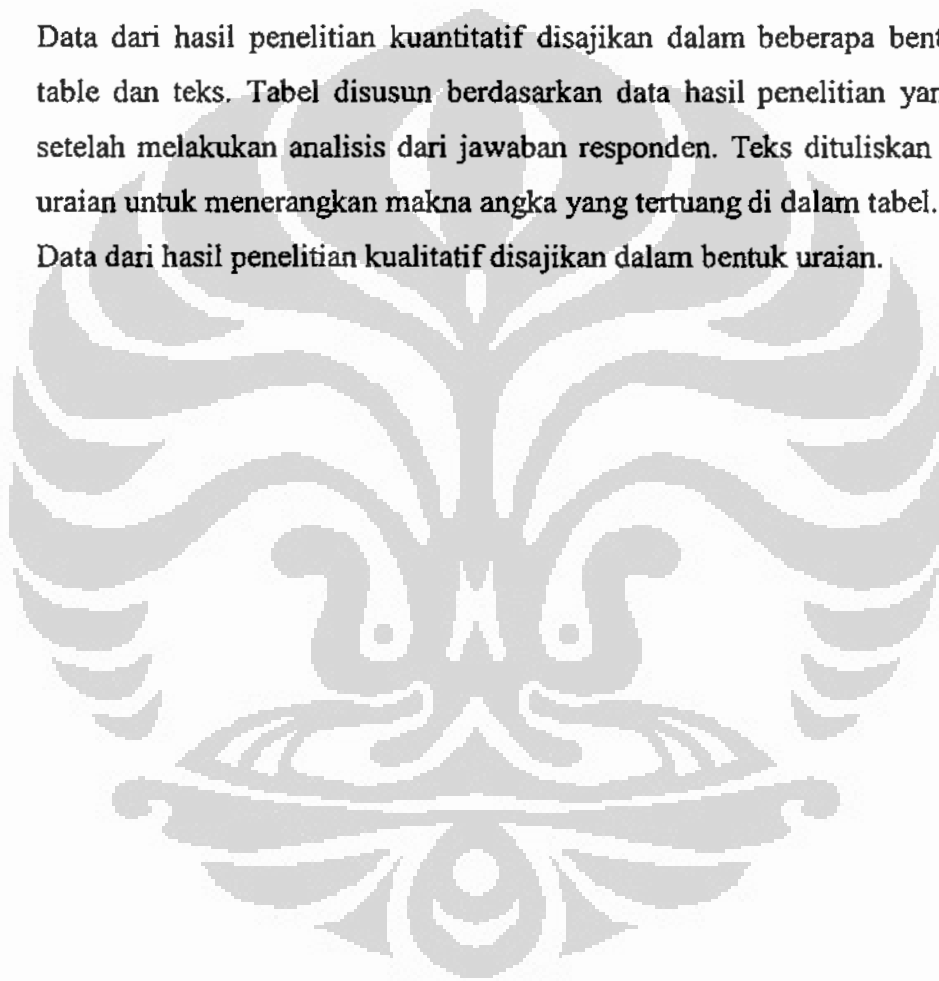 Data dari hasil penelitian kuantitatif disajikan dalam beberapa
table dan teks. Tabel disusun berdasarkan data hasil penelitian
setelah melakukan analisis dari jawaban responden. Teks dituliskan
uraian untuk menerangkan makna angka yang tertuang di dalam tabel.
Data dari hasil penelitian kualitatif disajikan dalam bentuk uraian.